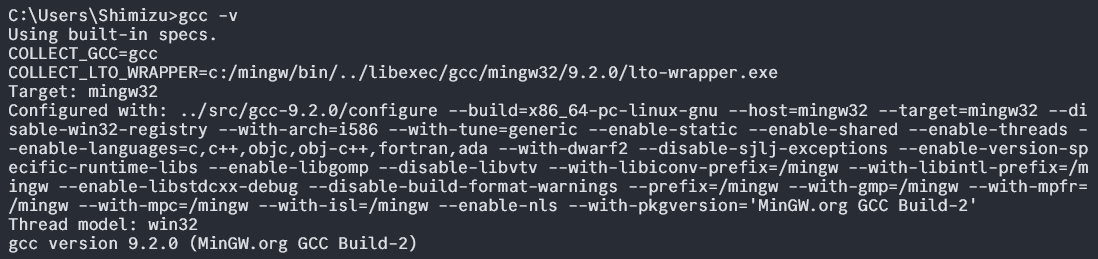 C:\Users\Shimizu>gcc -v
Using built-in specs.
COLLECT_GCC=gcc
COLLECT_LTO_WRAPPER=c:/mingw/bin/../libexec/gcc/mingw32/9.2.0/lto-wrapper.exe
Target: mingw32
Configured with: ../src/gcc-9.2.0/configure --build=x86_64-pc-linux-gnu --host=mingw32 --target=mingw32 --di
sable-win32-registry --with-arch=i586 --with-tune=generic --enable-static --enable-shared --enable-threads -
-enable-languages=c,c++,objc,obj-c++,fortran,ada --with-dwarf2 --disable-sjlj-exceptions --enable-version-sp
ecific-runtime-libs --enable-libgomp --disable-libvtv --with-libiconv-prefix=/mingw --with-libintl-prefix=/m
ingw --enable-libstdcxx-debug --disable-build-format-warnings --prefix=/mingw --with-gmp=/mingw --with-mpfr=
/mingw --with-mpc=/mingw --with-isl=/mingw --enable-nls --with-pkgversion='MinGW.org GCC Build-2'
Thread model: win32
gcc version 9.2.0 (MinGW.org GCC Build-2)